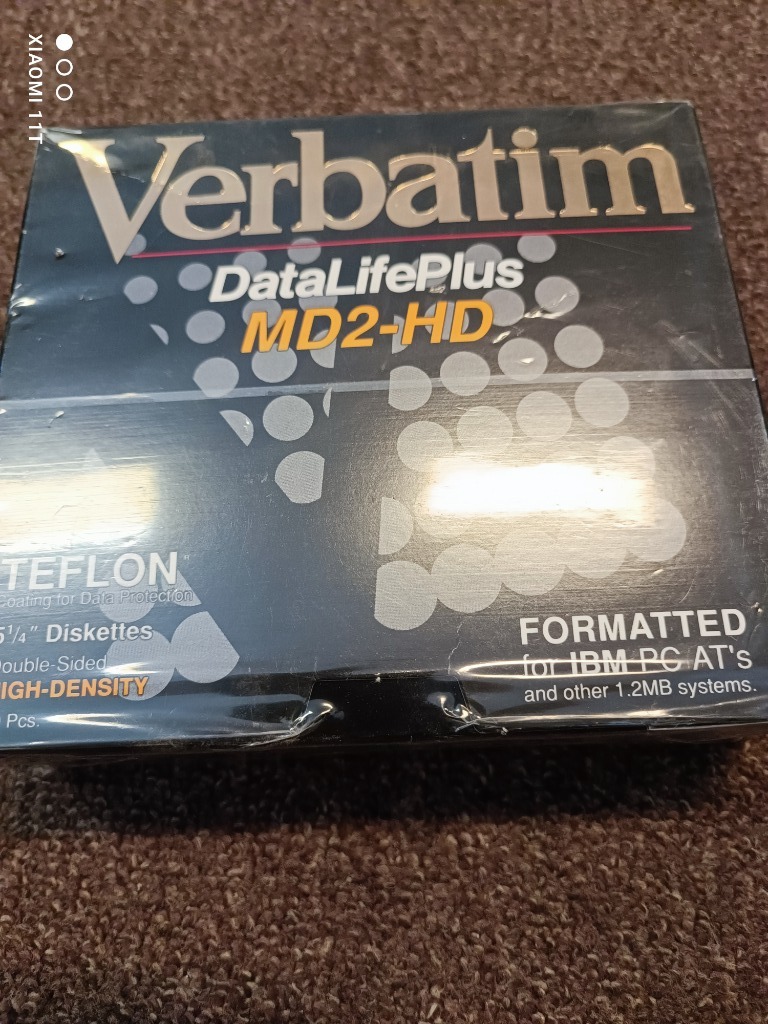 XIAOMI 11T
Verbatim
DataLifePlus
MD2-HD
TEFLON
Coating for Data Protection
5¼" Diskettes
Double-Sided
HIGH-DENSITY
Pcs.
FORMATTED
for IBM PC AT's
and other 1.2MB systems.